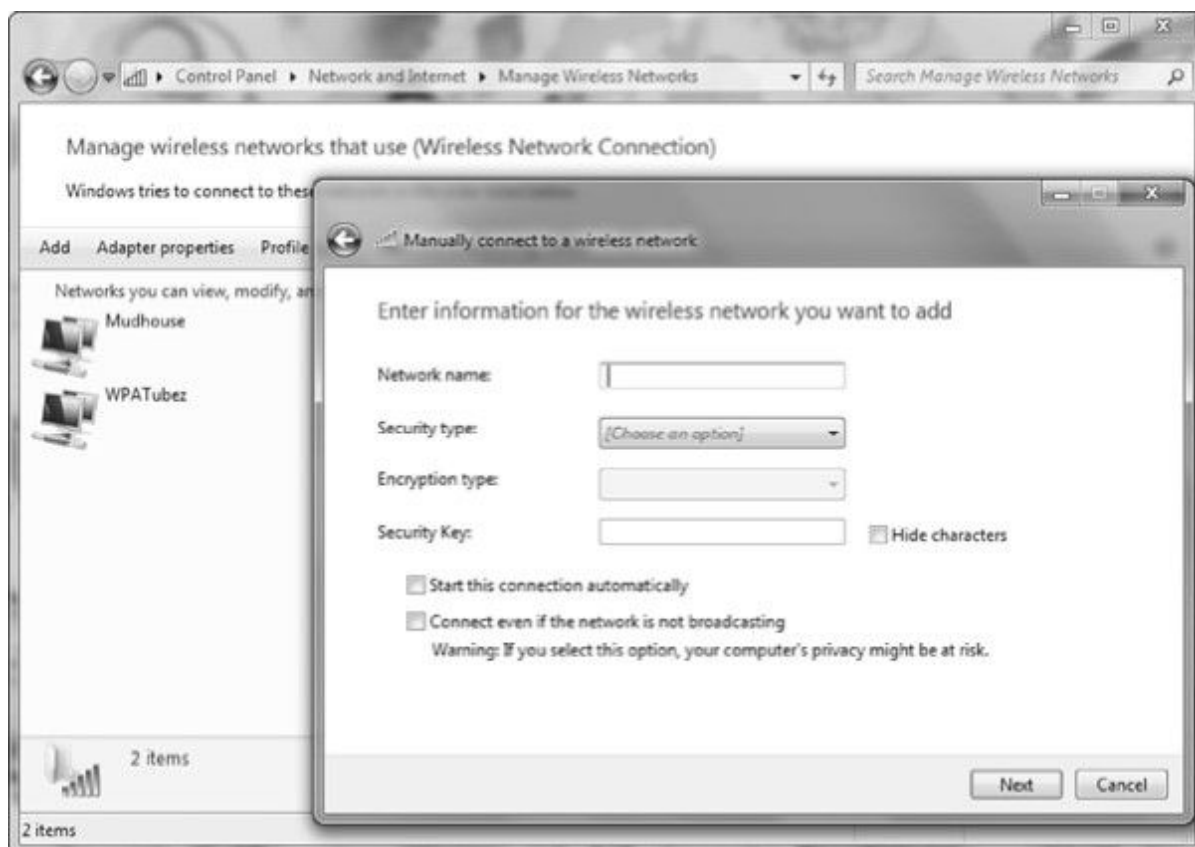 Control Panel Network and Internet Manage Wireless Networks Search Manage Wireless Networks
Manage wireless networks that use (Wireless Network Connection)
Windows tries to connect to these
Add Adapter properties Profile
Networks you can view, modify, an
Mudhouse
WPATubez
2 items
2 items
Manually connect to a wireless network
Enter information for the wireless network you want to add
Network name:
Security type: [Choose an option]
Encryption type:
Security Key: Hide characters
Start this connection automatically
Connect even if the network is not broadcasting
Warning: If you select this option, your computer's privacy might be at risk.
Next Cancel